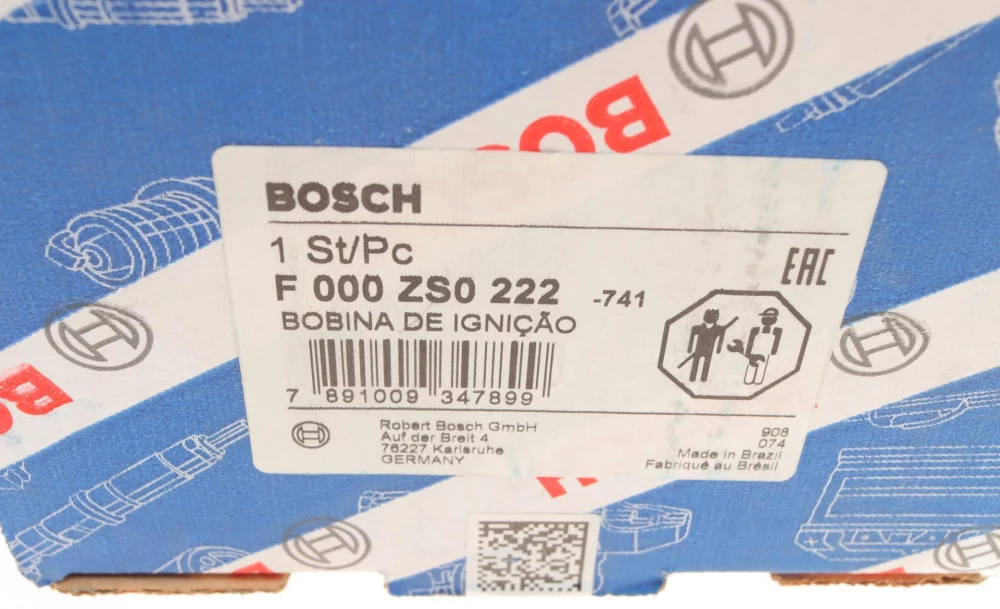 BOSCH
BOSCH
1 St/Pc
EAC
F 000 ZS0 222 -741
BOBINA DE IGNIÇÃO
7 891009 347899
Robert Bosch GmbH
Auf der Breit 4
76227 Karlsruhe
GERMANY
908
074
Made in Brazil
Fabriqué au Brésil